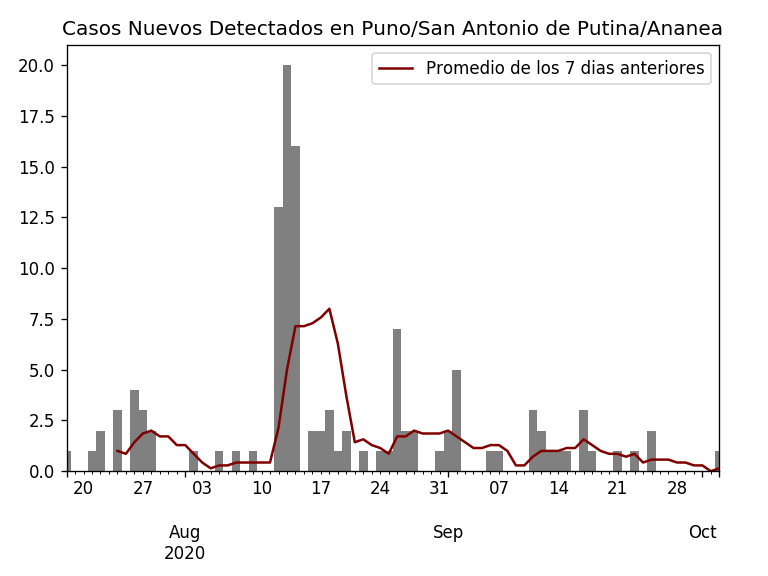 Casos Nuevos Detectados en Puno/San Antonio de Putina/Ananea
Promedio de los 7 dias anteriores
20.0
17.5
15.0
12.5
10.0
7.5
5.0
2.5
0.0
20 27 03 10 17 24 31 07 14 21 28
Aug Sep Oct
2020